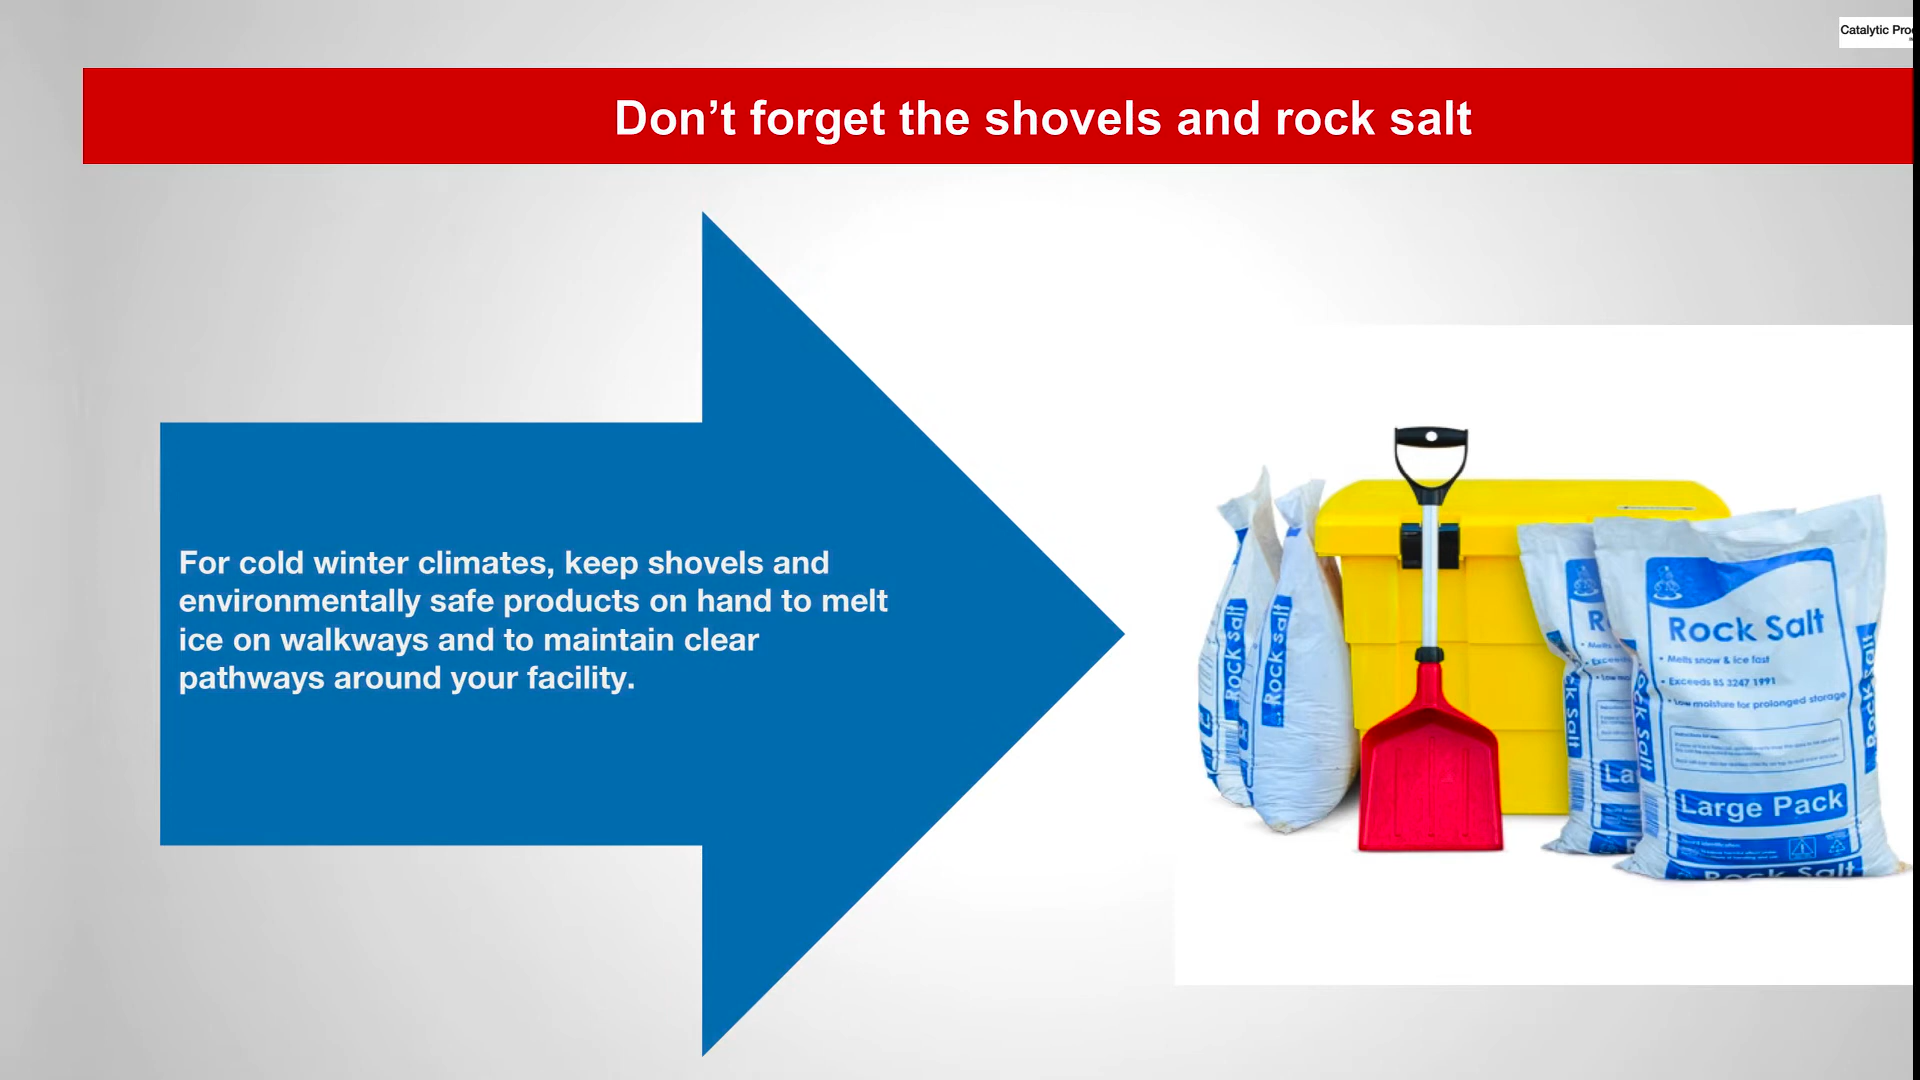 Catalytic
Don’t forget the shovels and rock salt
For cold winter climates, keep shovels and
environmentally safe products on hand to melt
ice on walkways and to maintain clear
pathways around your facility.
Rock Salt
Rock Salt
Rock Salt
• Melts snow & ice fast
• Exceeds BS 3247 1991
• Low moisture for prolonged storage
Large Pack
Rock Salt
Rock Salt